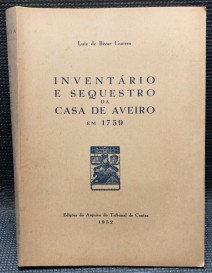 Luís de Bivar Guerra
INVENTÁRIO
E SEQUESTRO
DA
CASA DE AVEIRO
EM 1759
Edições do Arquivo do Tribunal de Contas
1952